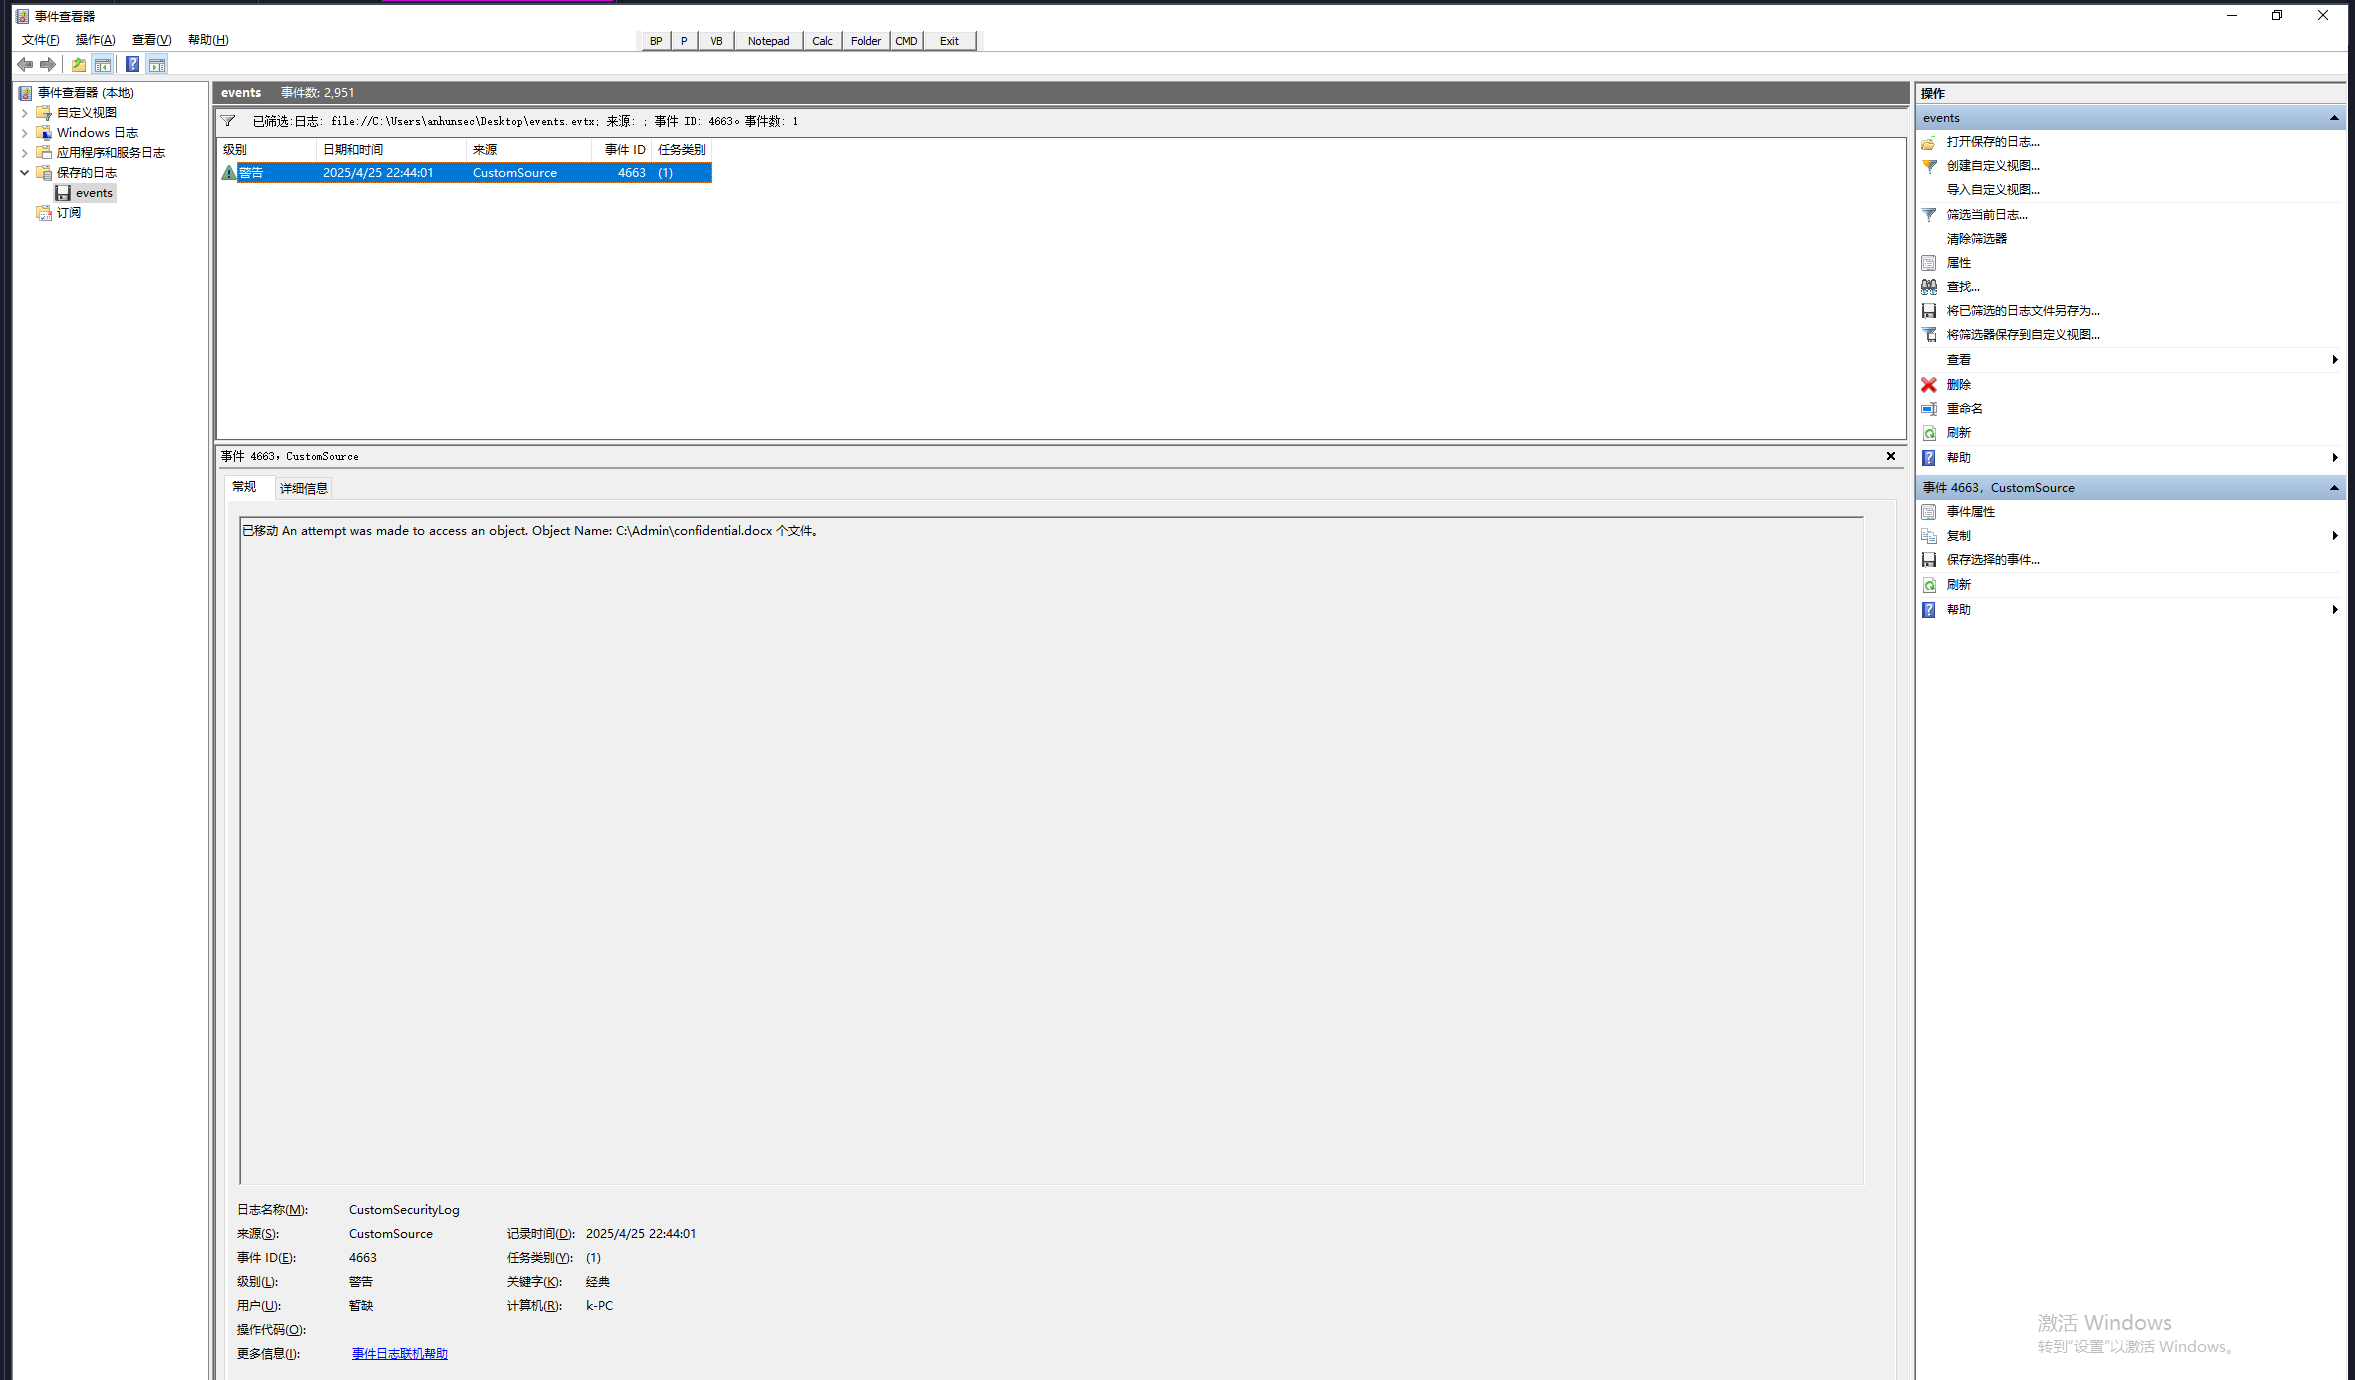 事件查看器
文件(F) 操作(A) 查看(V) 帮助(H)
BP P VB Notepad Calc Folder CMD Exit
事件查看器 (本地)
自定义视图
Windows 日志
应用程序和服务日志
保存的日志
events
订阅
events 事件数: 2,951
已筛选:日志: file://C:\Users\anhunsec\Desktop\events.evtx; 来源: ; 事件 ID: 4663。事件数: 1
级别 日期和时间 来源 事件 ID 任务类别
警告 2025/4/25 22:44:01 CustomSource 4663 (1)
事件 4663，CustomSource
常规 详细信息
已移动 An attempt was made to access an object. Object Name: C:\Admin\confidential.docx 个文件。
日志名称(M): CustomSecurityLog
来源(S): CustomSource 记录时间(D): 2025/4/25 22:44:01
事件 ID(E): 4663 任务类别(Y): (1)
级别(L): 警告 关键字(K): 经典
用户(U): 暂缺 计算机(R): k-PC
操作代码(O):
更多信息(I): 事件日志联机帮助
操作
events
打开保存的日志...
创建自定义视图...
导入自定义视图...
筛选当前日志...
清除筛选器
属性
查找...
将已筛选的日志文件另存为...
将筛选器保存到自定义视图...
查看
删除
重命名
刷新
帮助
事件 4663，CustomSource
事件属性
复制
保存选择的事件...
刷新
帮助
激活 Windows
转到"设置"以激活 Windows。